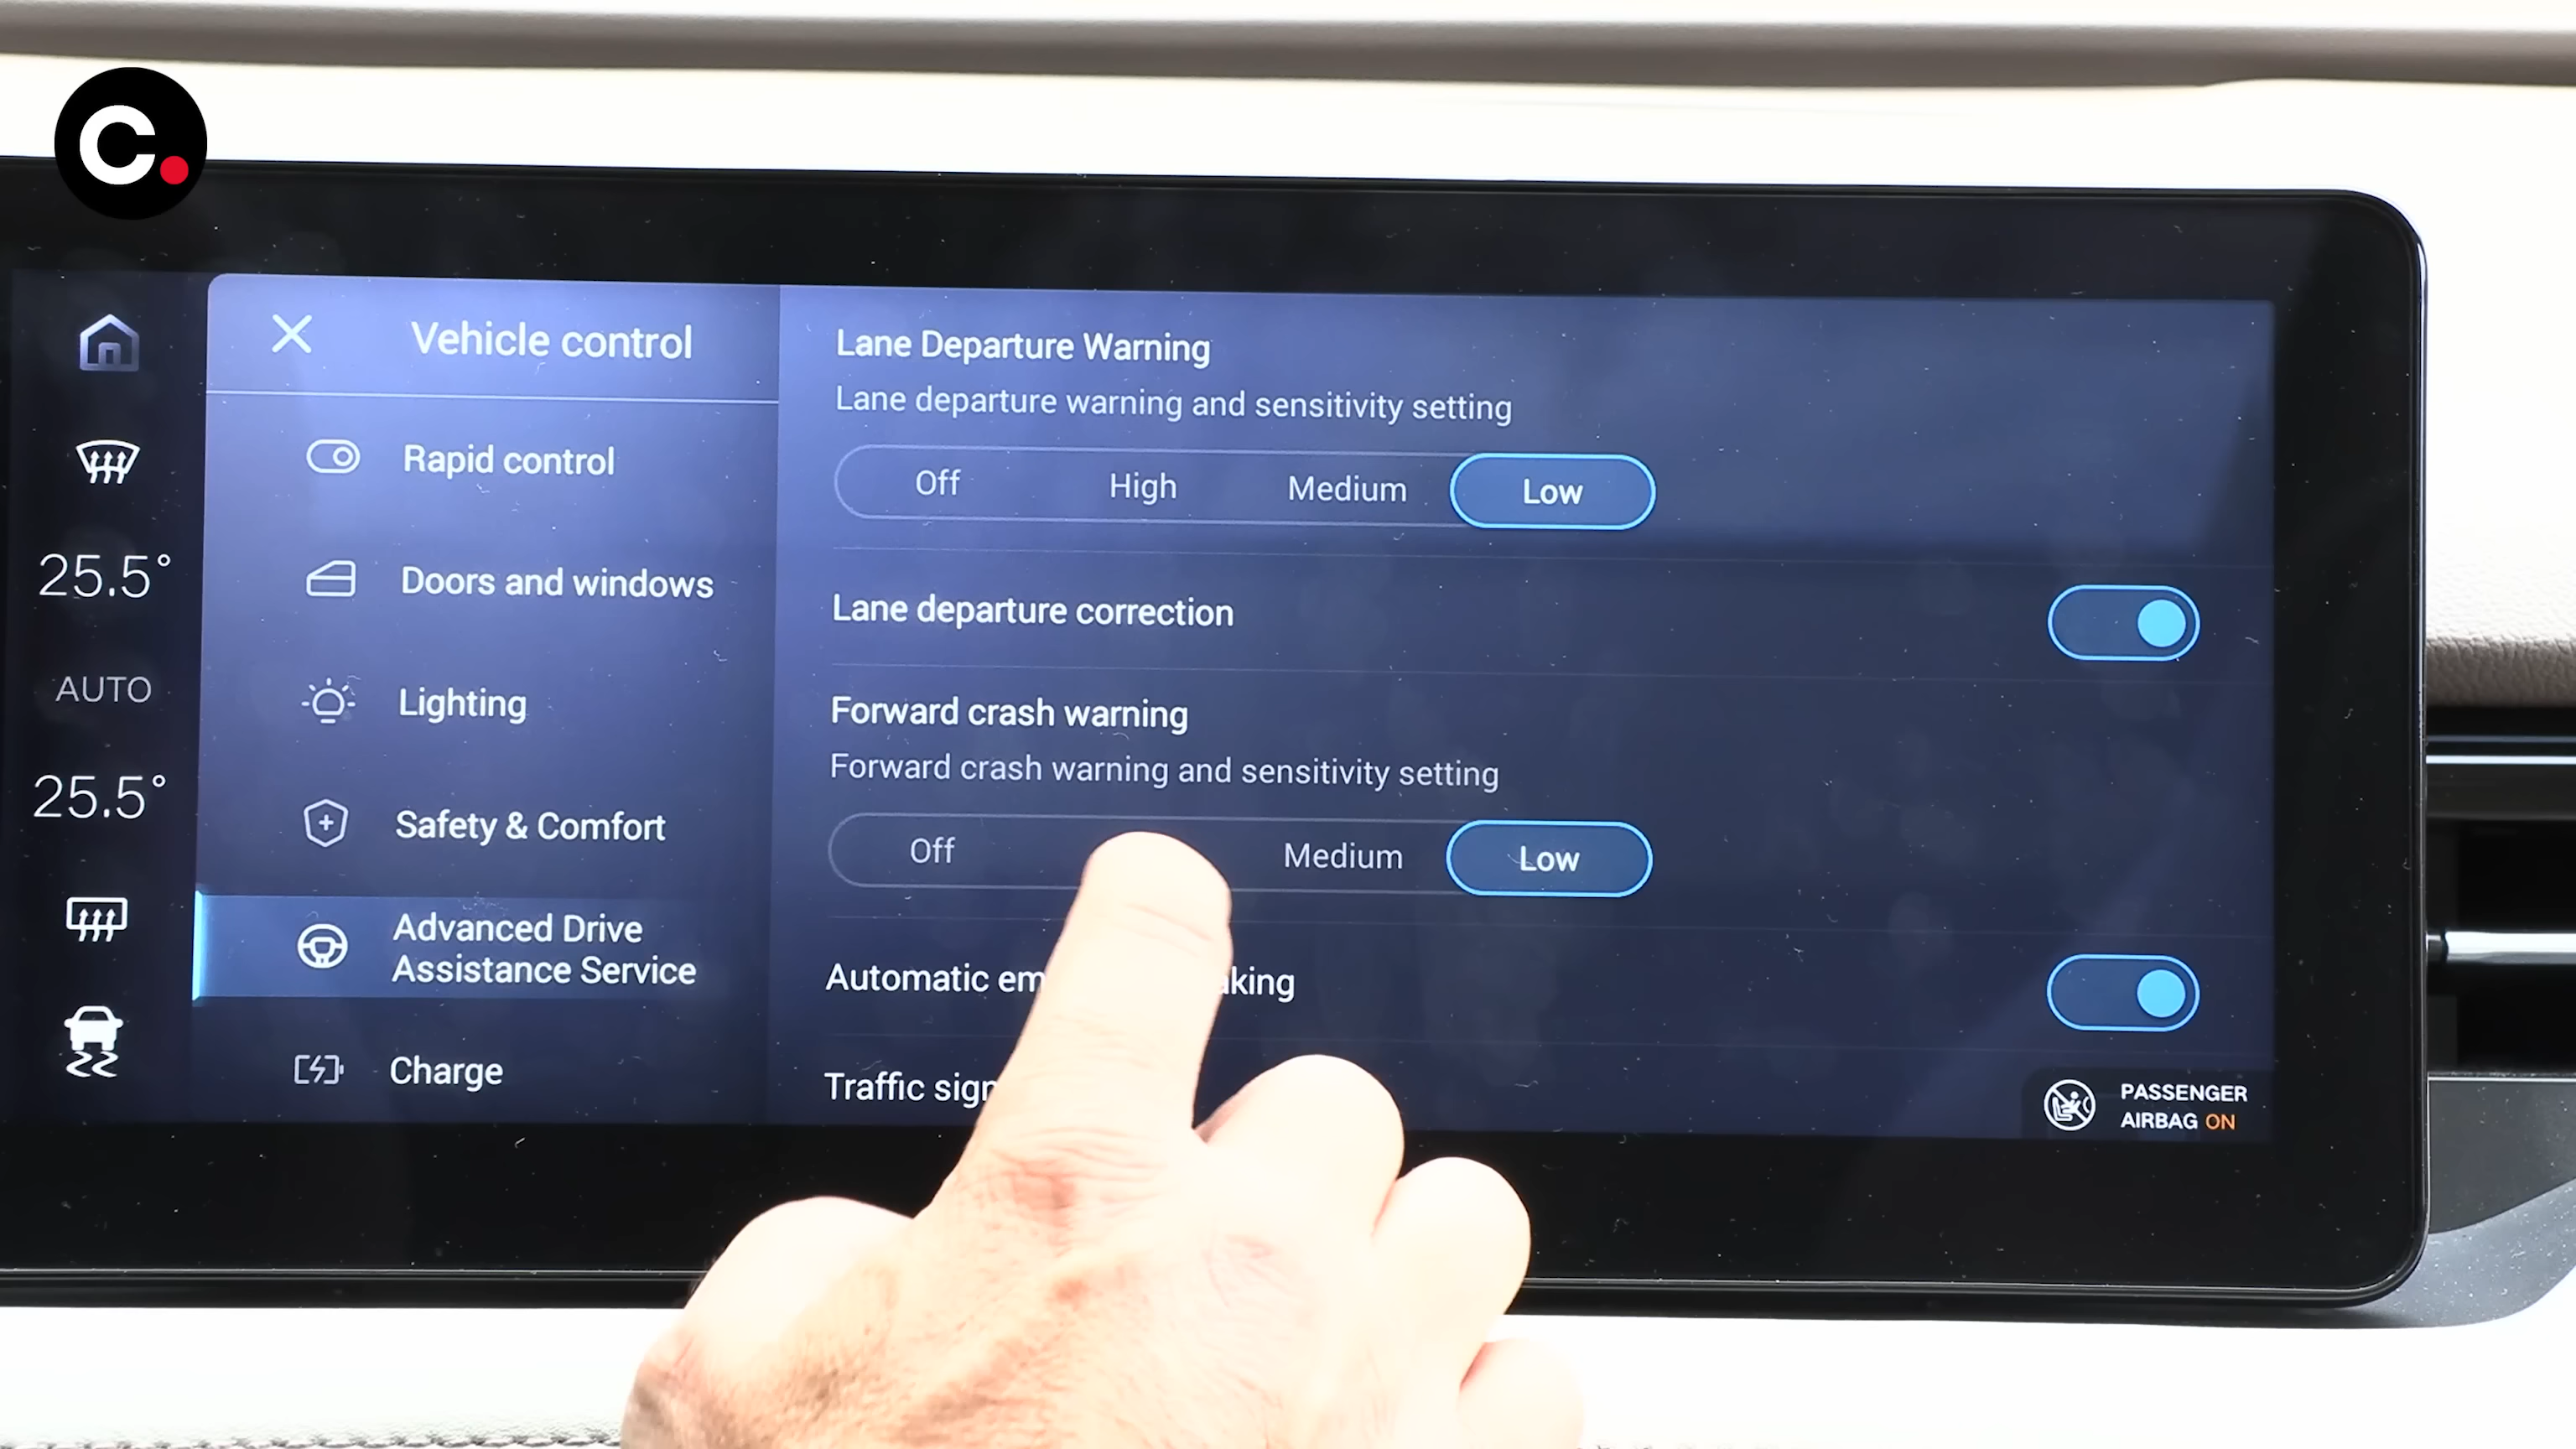 C.
Vehicle control
Rapid control
Doors and windows
Lighting
Safety & Comfort
Advanced Drive
Assistance Service
Charge
25.5°
AUTO
25.5°
Lane Departure Warning
Lane departure warning and sensitivity setting
Off High Medium Low
Lane departure correction
Forward crash warning
Forward crash warning and sensitivity setting
Off Medium Low
Automatic
Traffic
PASSENGER
AIRBAG ON